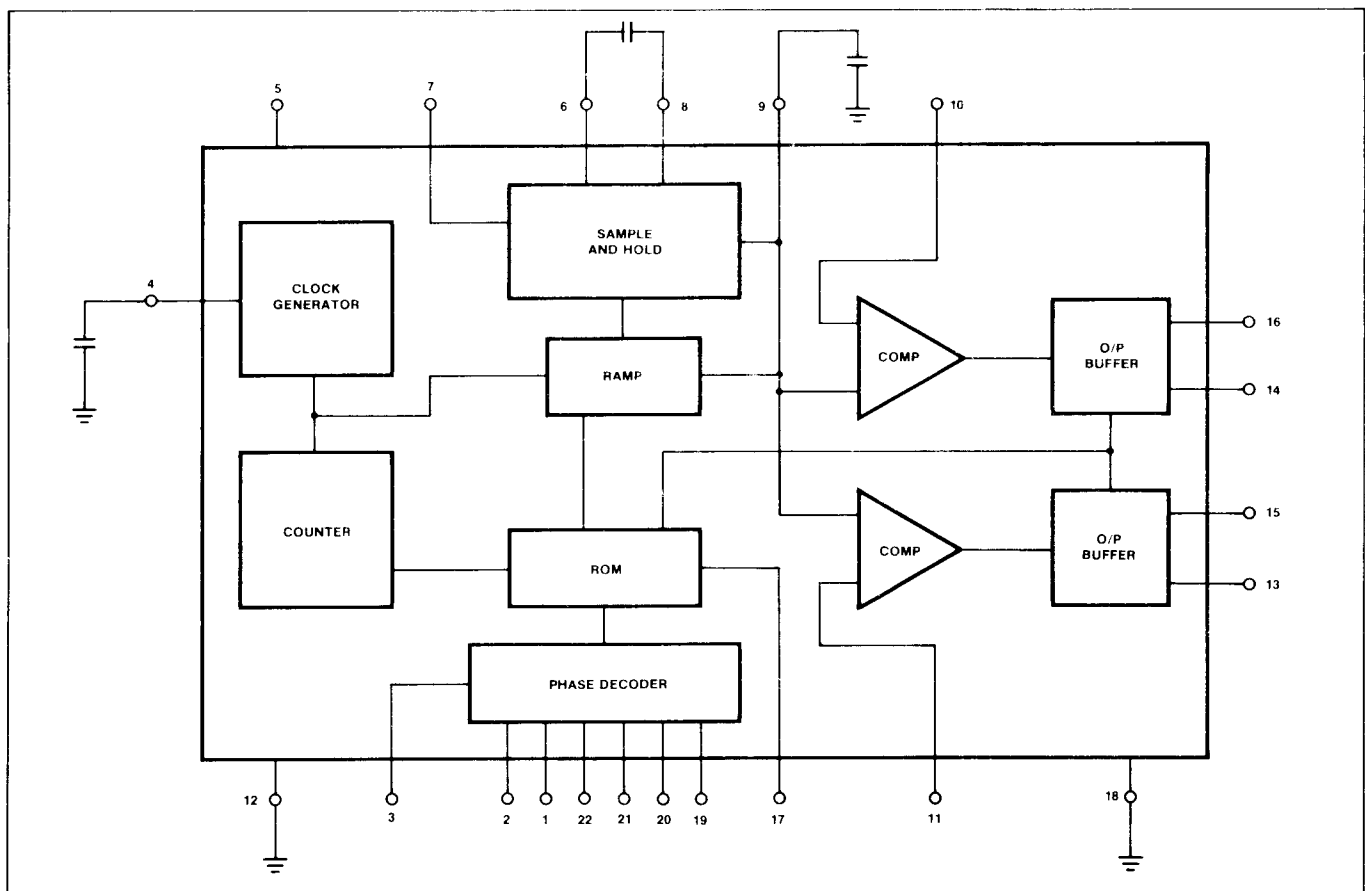 5
7
6
8
9
10
SAMPLE
AND HOLD
CLOCK
GENERATOR
4
16
O/P
BUFFER
COMP
RAMP
14
COUNTER
15
O/P
BUFFER
COMP
ROM
13
PHASE DECODER
12
3
2
1
22
21
20
19
17
11
18